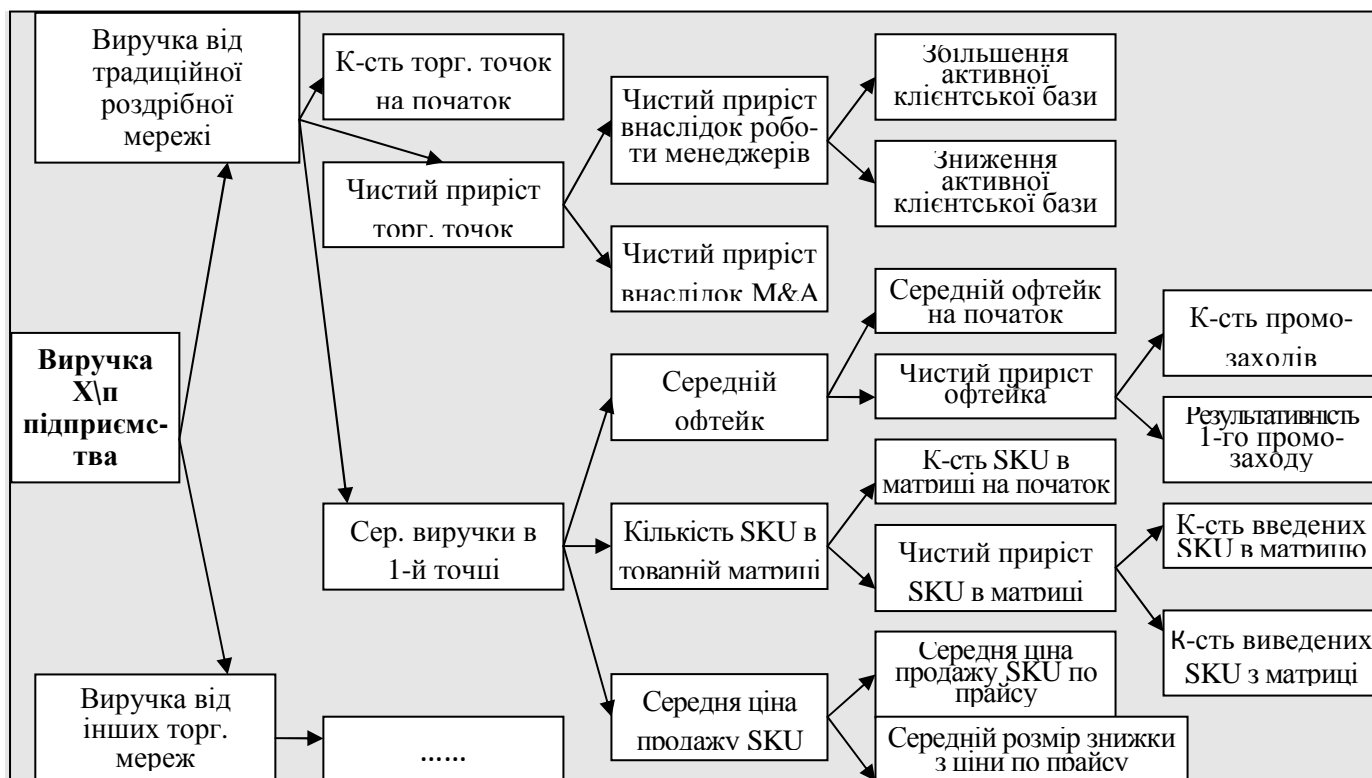 Виручка від
традиційної
роздрібної
мережі
К-сть торг. точок
на початок
Чистий приріст
торг. точок
Чистий приріст
внаслідок робо-
ти менеджерів
Чистий приріст
внаслідок M&A
Збільшення
активної
клієнтської бази
Зниження
активної
клієнтської бази
Виручка
Х\п
підприємс-
тва
Сер. виручки в
1-й точці
Середній
офтейк
Середній офтейк
на початок
Чистий приріст
офтейка
К-сть промо-
заходів
Результативність
1-го промо-
заходу
Кількість SKU в
товарній матриці
К-сть SKU в
матриці на початок
Чистий приріст
SKU в матриці
К-сть введених
SKU в матрицю
К-сть виведених
SKU з матриці
Середня ціна
продажу SKU
Середня ціна
продажу SKU по
прайсу
Середній розмір знижки
з ціни по прайсу
Виручка від
інших торг.
мереж
……